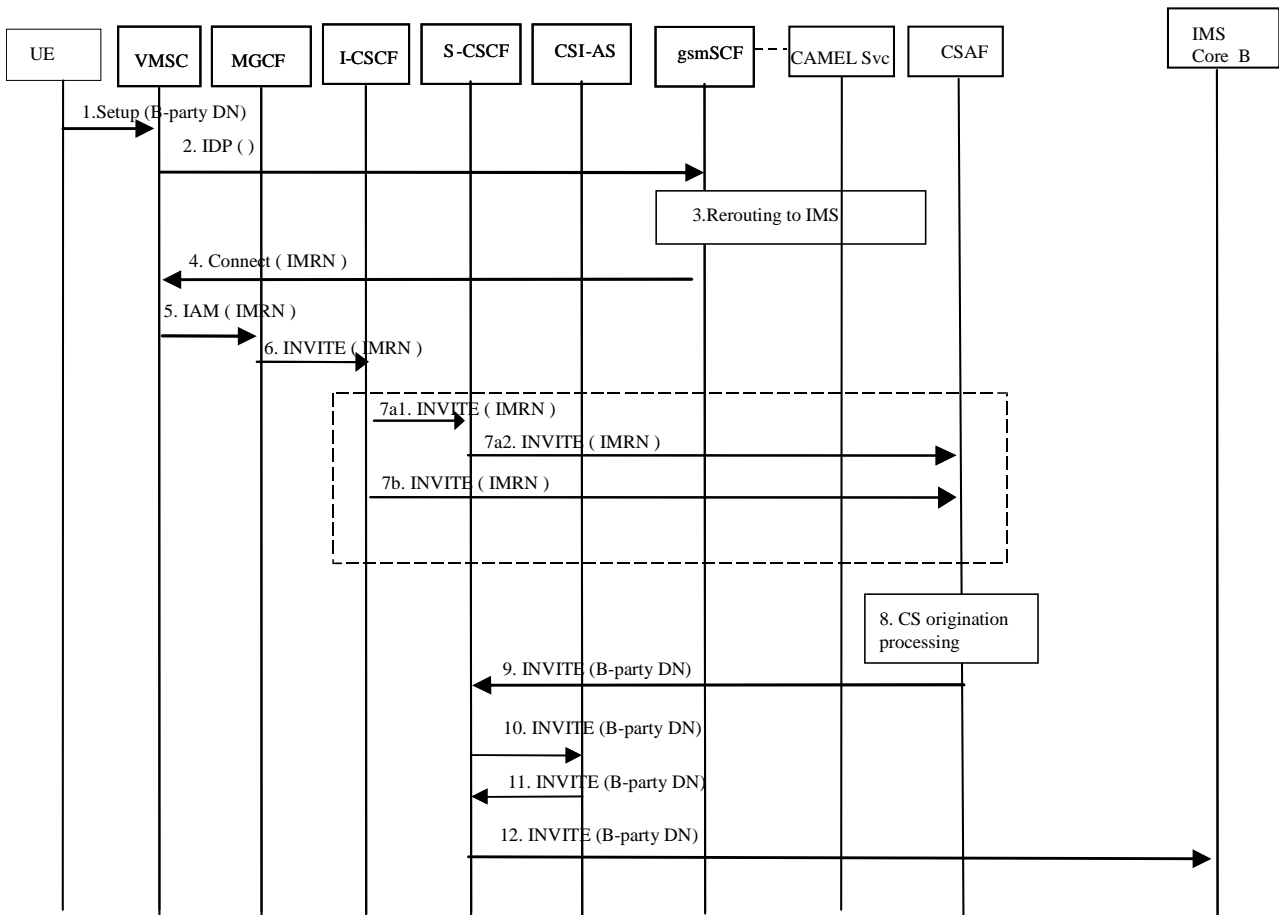 UE
VMSC
MGCF
I-CSCF
S-CSCF
CSI-AS
gsmSCF
CAMEL Svc
CSAF
IMS
Core B
1.Setup (B-party DN)
2. IDP ( )
3.Rerouting to IMS
4. Connect ( IMRN )
5. IAM ( IMRN )
6. INVITE ( IMRN )
7a1. INVITE ( IMRN )
7a2. INVITE ( IMRN )
7b. INVITE ( IMRN )
8. CS origination
processing
9. INVITE (B-party DN)
10. INVITE (B-party DN)
11. INVITE (B-party DN)
12. INVITE (B-party DN)